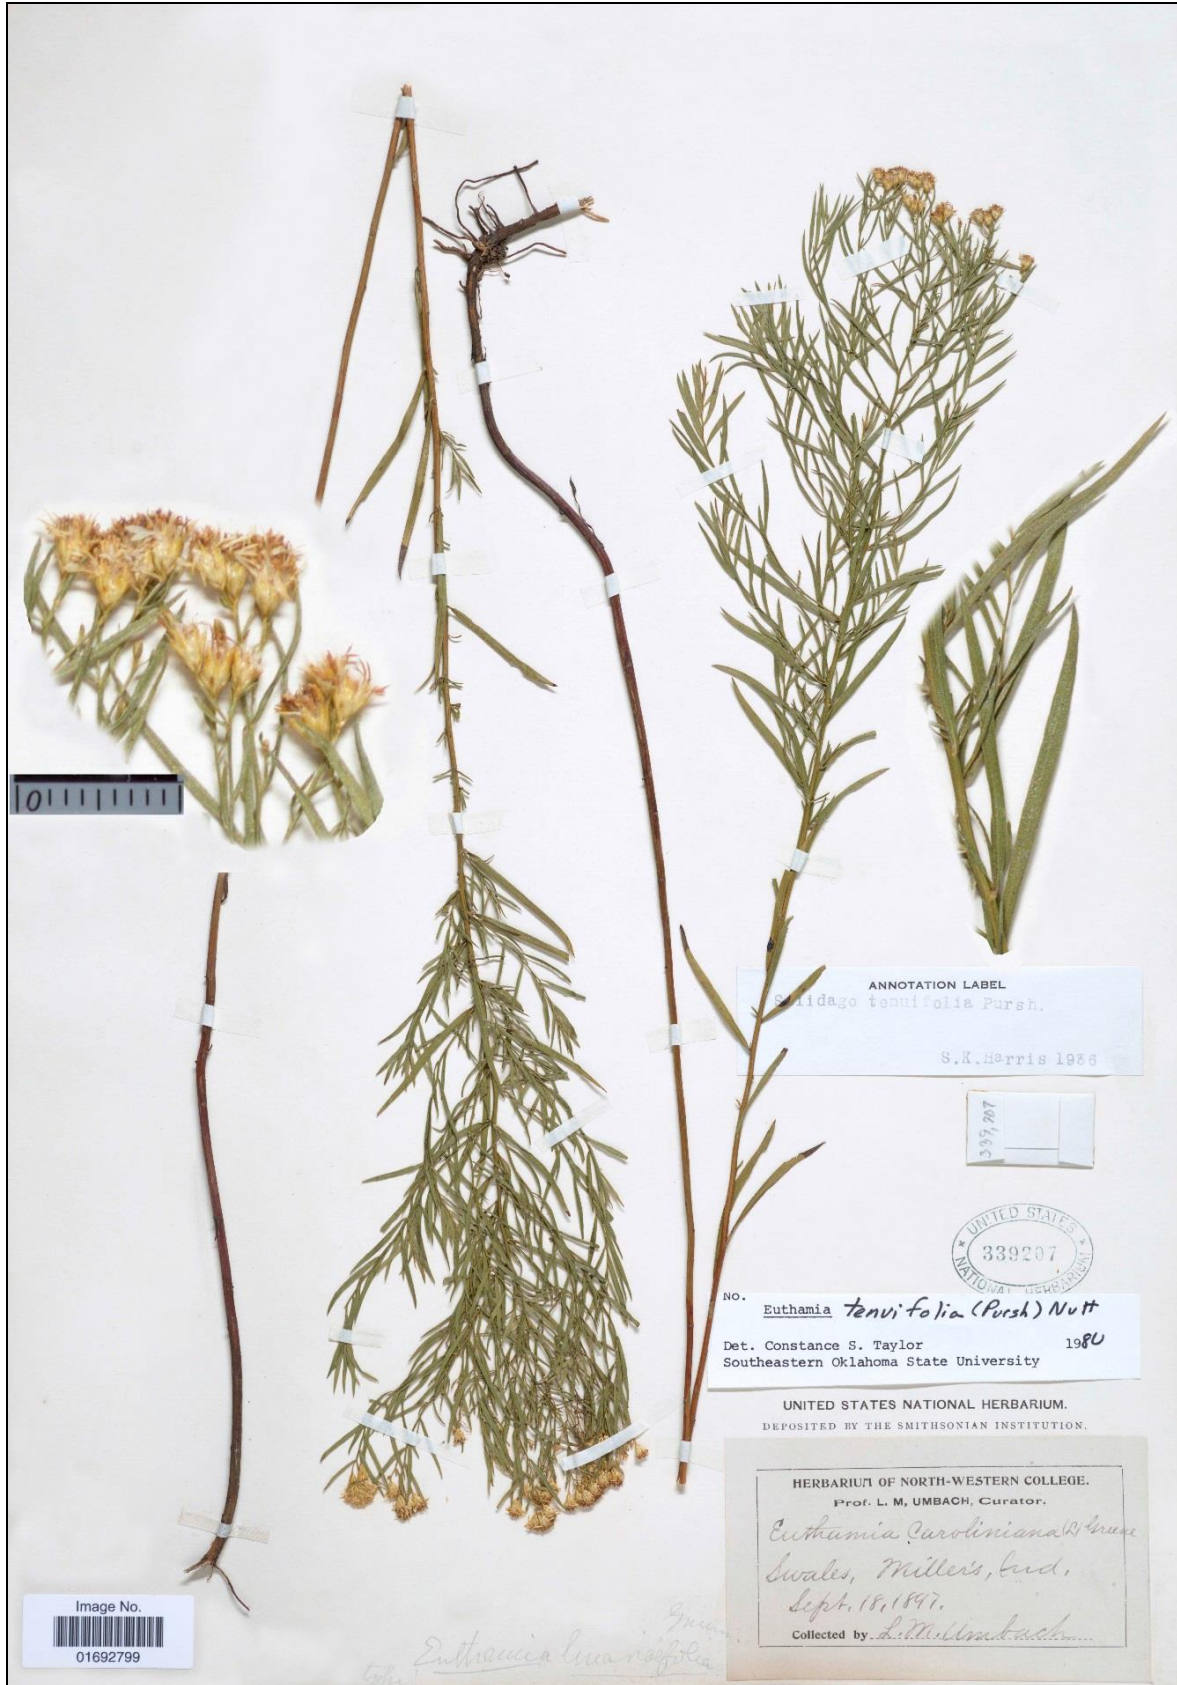 0
ANNOTATION LABEL
Solidago tenuifolia Pursh.
S.K.Harris 1936
339,207
UNITED STATES
339207
NATIONAL HERBARIUM
No.
Euthamia tenuifolia (Pursh) Nutt
Det. Constance S. Taylor 1980
Southeastern Oklahoma State University
UNITED STATES NATIONAL HERBARIUM.
DEPOSITED BY THE SMITHSONIAN INSTITUTION.
HERBARIUM OF NORTH-WESTERN COLLEGE.
Prof. L. M, UMBACH, Curator.
Euthamia Caroliniana (L) Greene
Swales, Miller's, Ind.
Sept. 18, 1897.
Collected by L. M. Umbach
Euthamia
Image No.
01692799